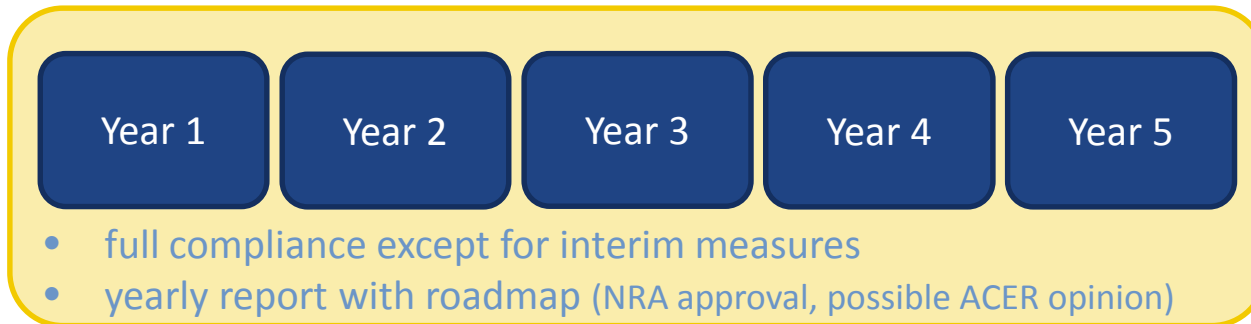 Year 1 Year 2 Year 3 Year 4 Year 5
• full compliance except for interim measures
• yearly report with roadmap (NRA approval, possible ACER opinion)